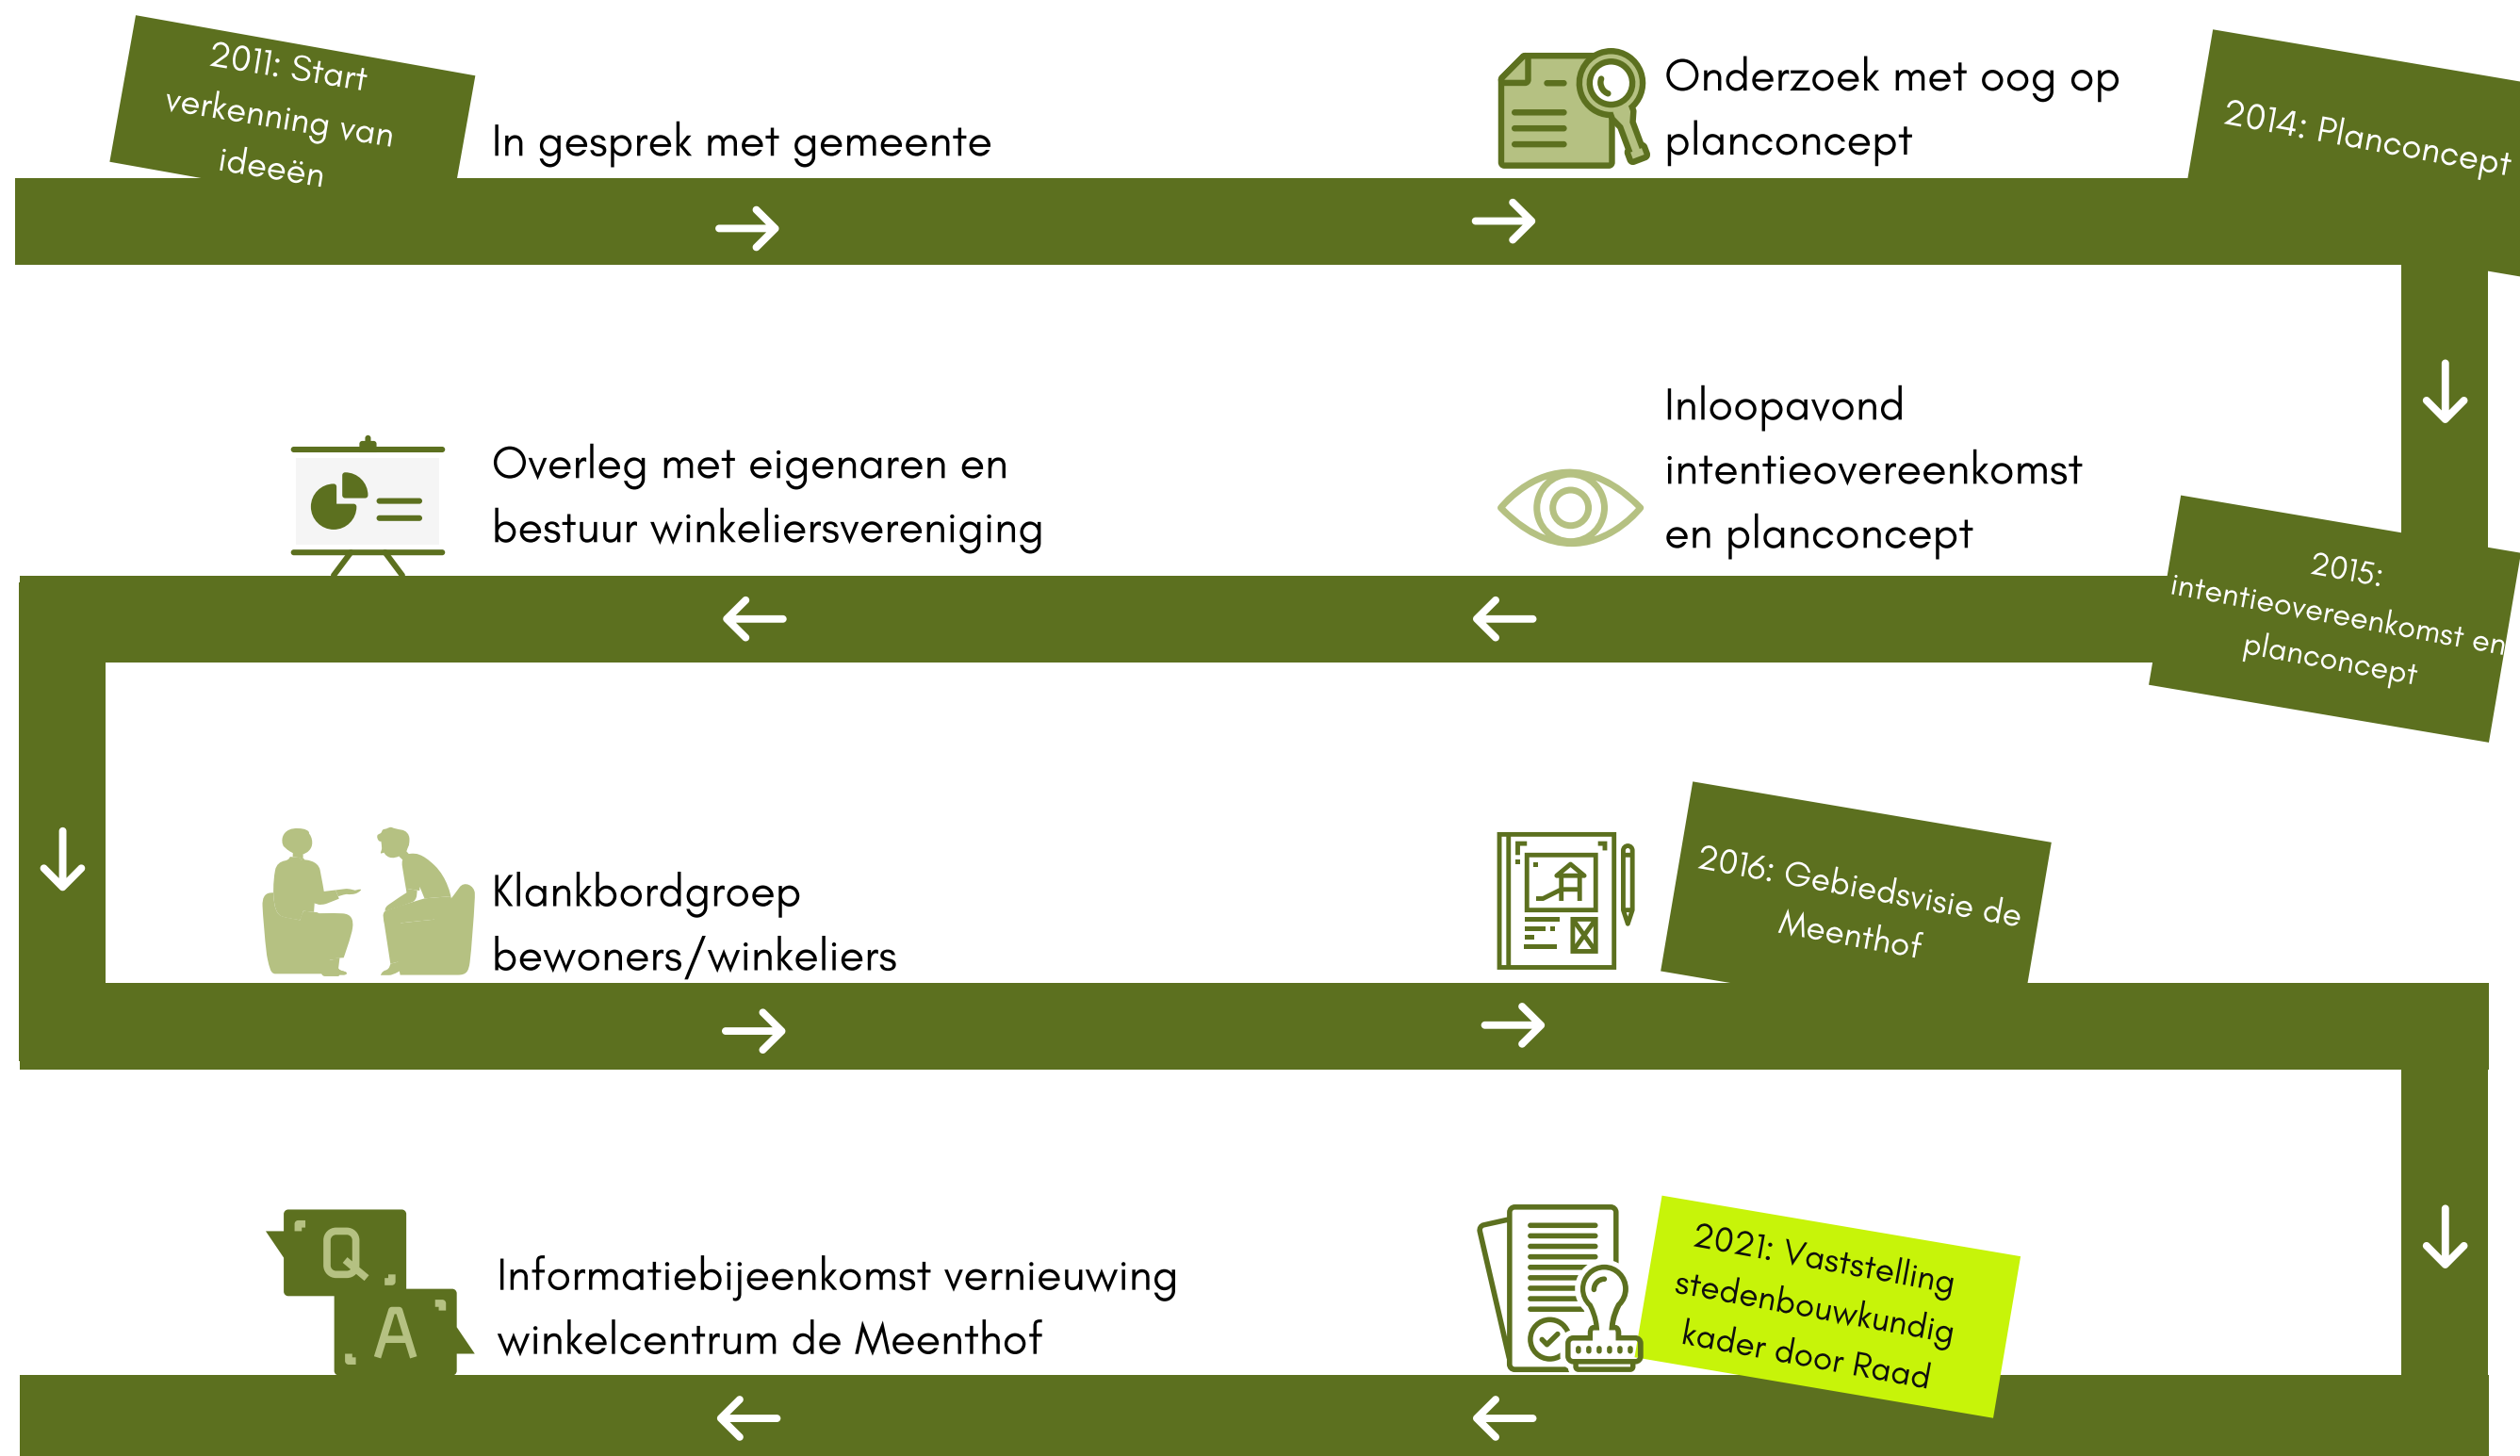 2011: Start
verkenning van
ideeën
In gesprek met gemeente
Onderzoek met oog op
planconcept
2014: Planconcept
Inloopavond
intentieovereenkomst
en planconcept
Overleg met eigenaren en
bestuur winkeliersvereniging
2015:
intentieovereenkomst en
planconcept
Klankbordgroep
bewoners/winkeliers
2016: Gebiedsvisie de
Meenthof
2021: Vaststelling
stedenbouwkundig
kader door Raad
Q
A
Informatiebijeenkomst vernieuwing
winkelcentrum de Meenthof